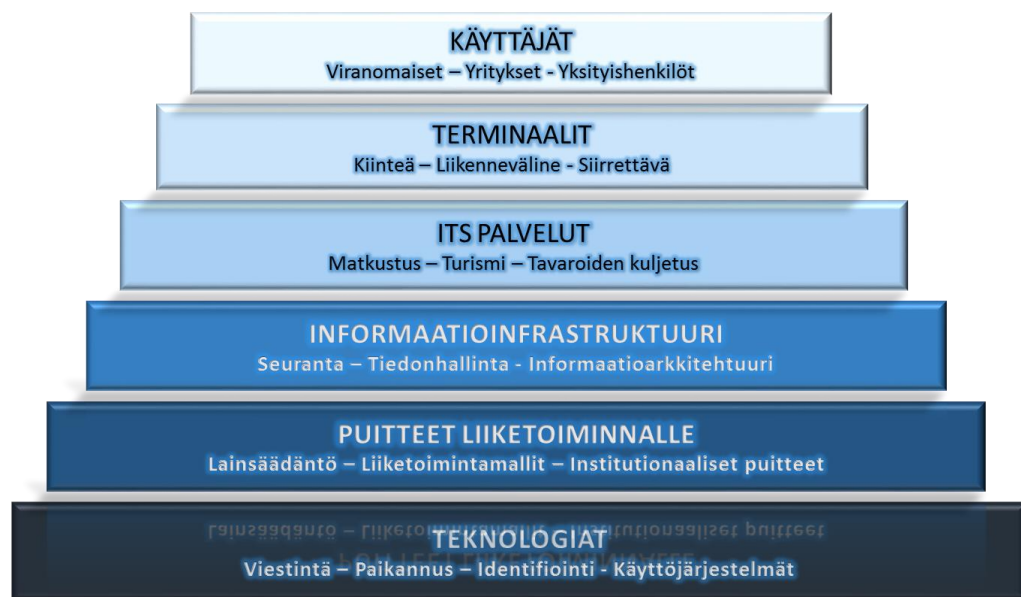 KÄYTTÄJÄT
Viranomaiset – Yritykset - Yksityishenkilöt
TERMINAALIT
Kiinteä – Liikenneväline - Siirrettävä
ITS PALVELUT
Matkustus – Turismi – Tavaroiden kuljetus
INFORMAATIOINFRASTRUKTUURI
Seuranta – Tiedonhallinta - Informaatioarkkitehtuuri
PUITTEET LIIKETOIMINNALLE
Lainsäädäntö – Liiketoimintamallit – Institutionaaliset puitteet
TEKNOLOGIAT
Viestintä – Paikannus – Identifiointi - Käyttöjärjestelmät